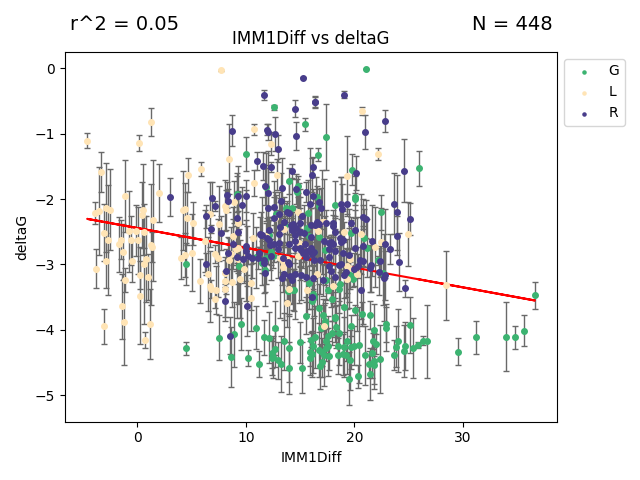 r^2 = 0.05
N = 448
IMM1Diff vs deltaG
G
L
R
0
−1
−2
−3
−4
−5
deltaG
0
10
20
30
IMM1Diff